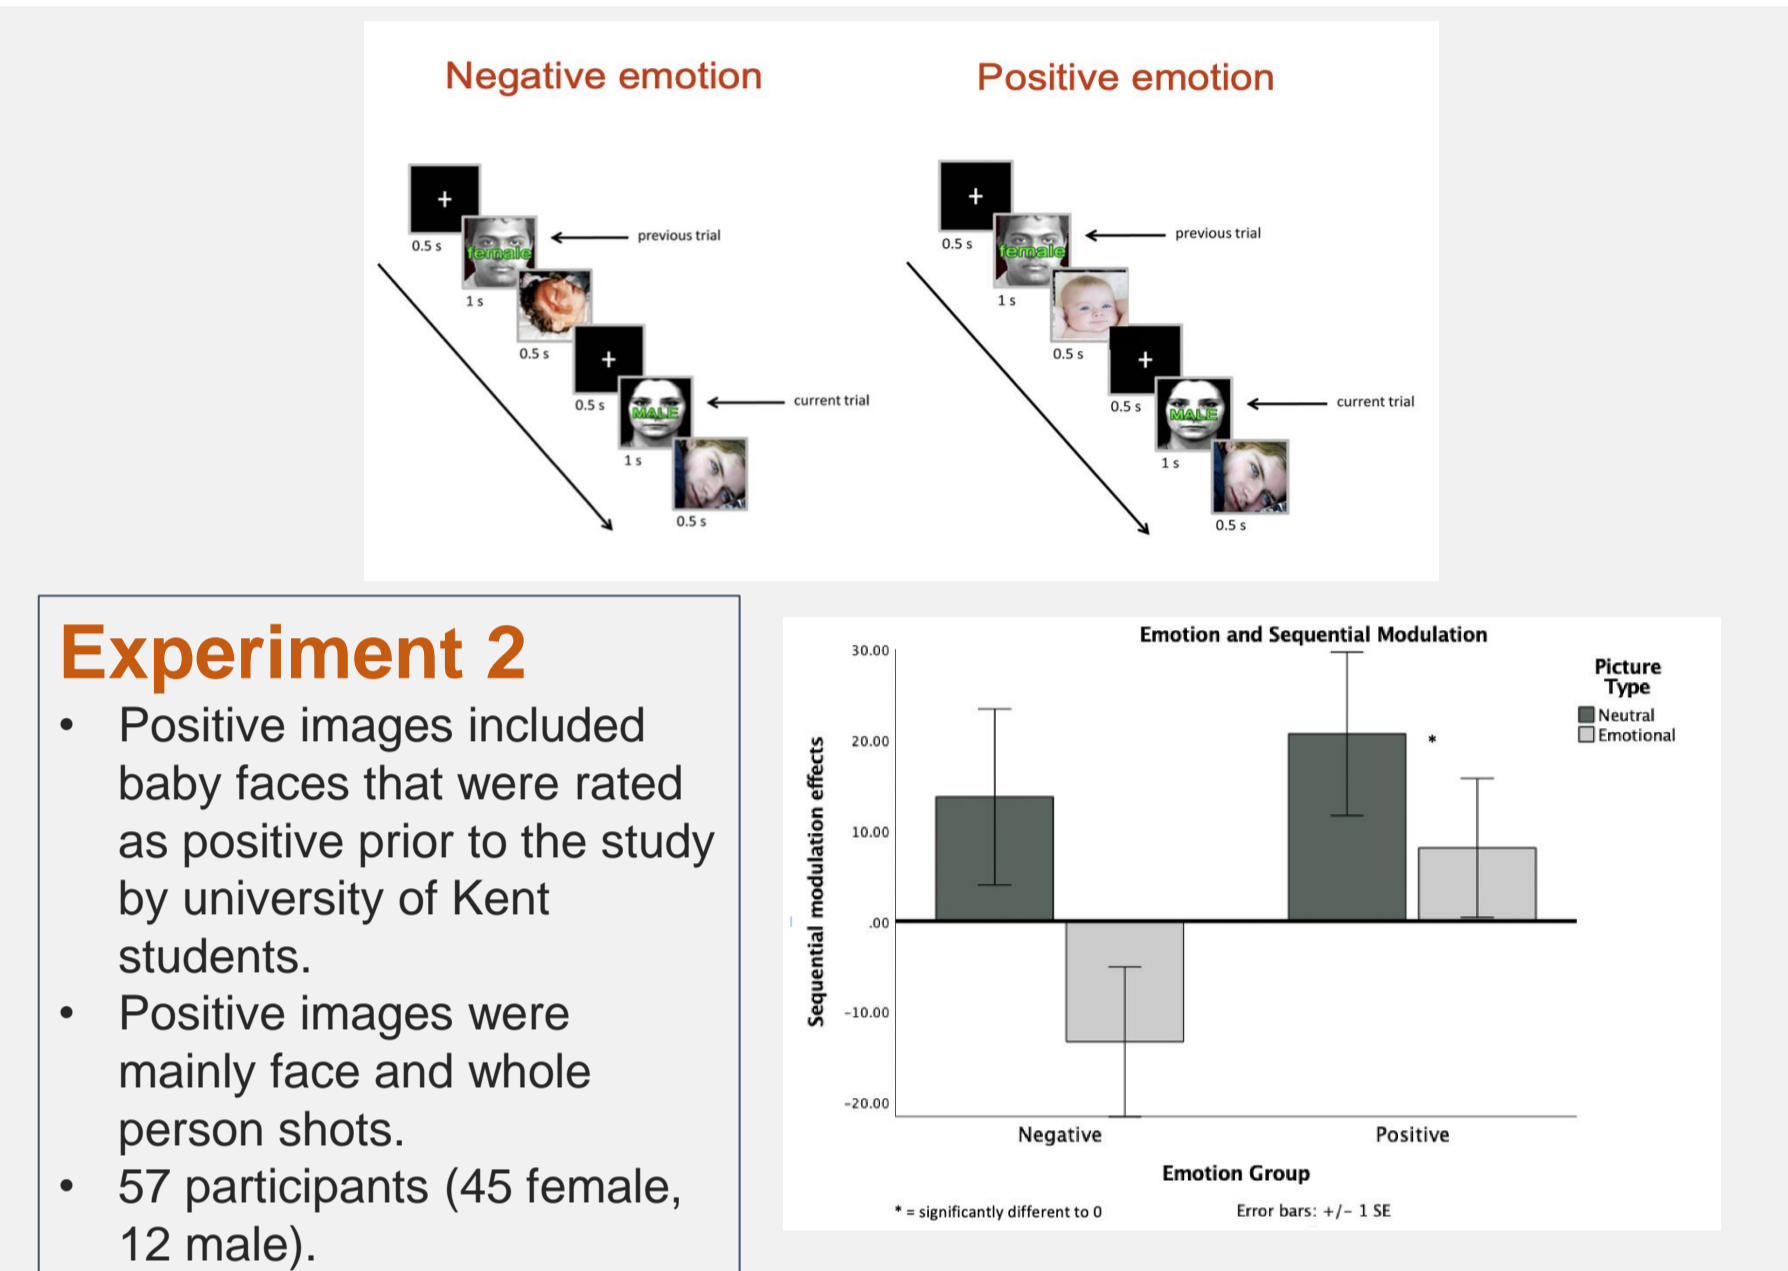 Negative emotion
+
0.5 s
female
previous trial
1 s
0.5 s
+
0.5 s
MALE
current trial
1 s
0.5 s
Positive emotion
+
0.5 s
female
previous trial
1 s
0.5 s
+
0.5 s
MALE
current trial
1 s
0.5 s
Experiment 2
• Positive images included
baby faces that were rated
as positive prior to the study
by university of Kent
students.
• Positive images were
mainly face and whole
person shots.
• 57 participants (45 female,
12 male).
Emotion and Sequential Modulation
Sequential modulation effects
30.00
20.00
10.00
.00
-10.00
-20.00
*
Negative
Positive
Emotion Group
Picture
Type
Neutral
Emotional
* = significantly different to 0
Error bars: +/- 1 SE